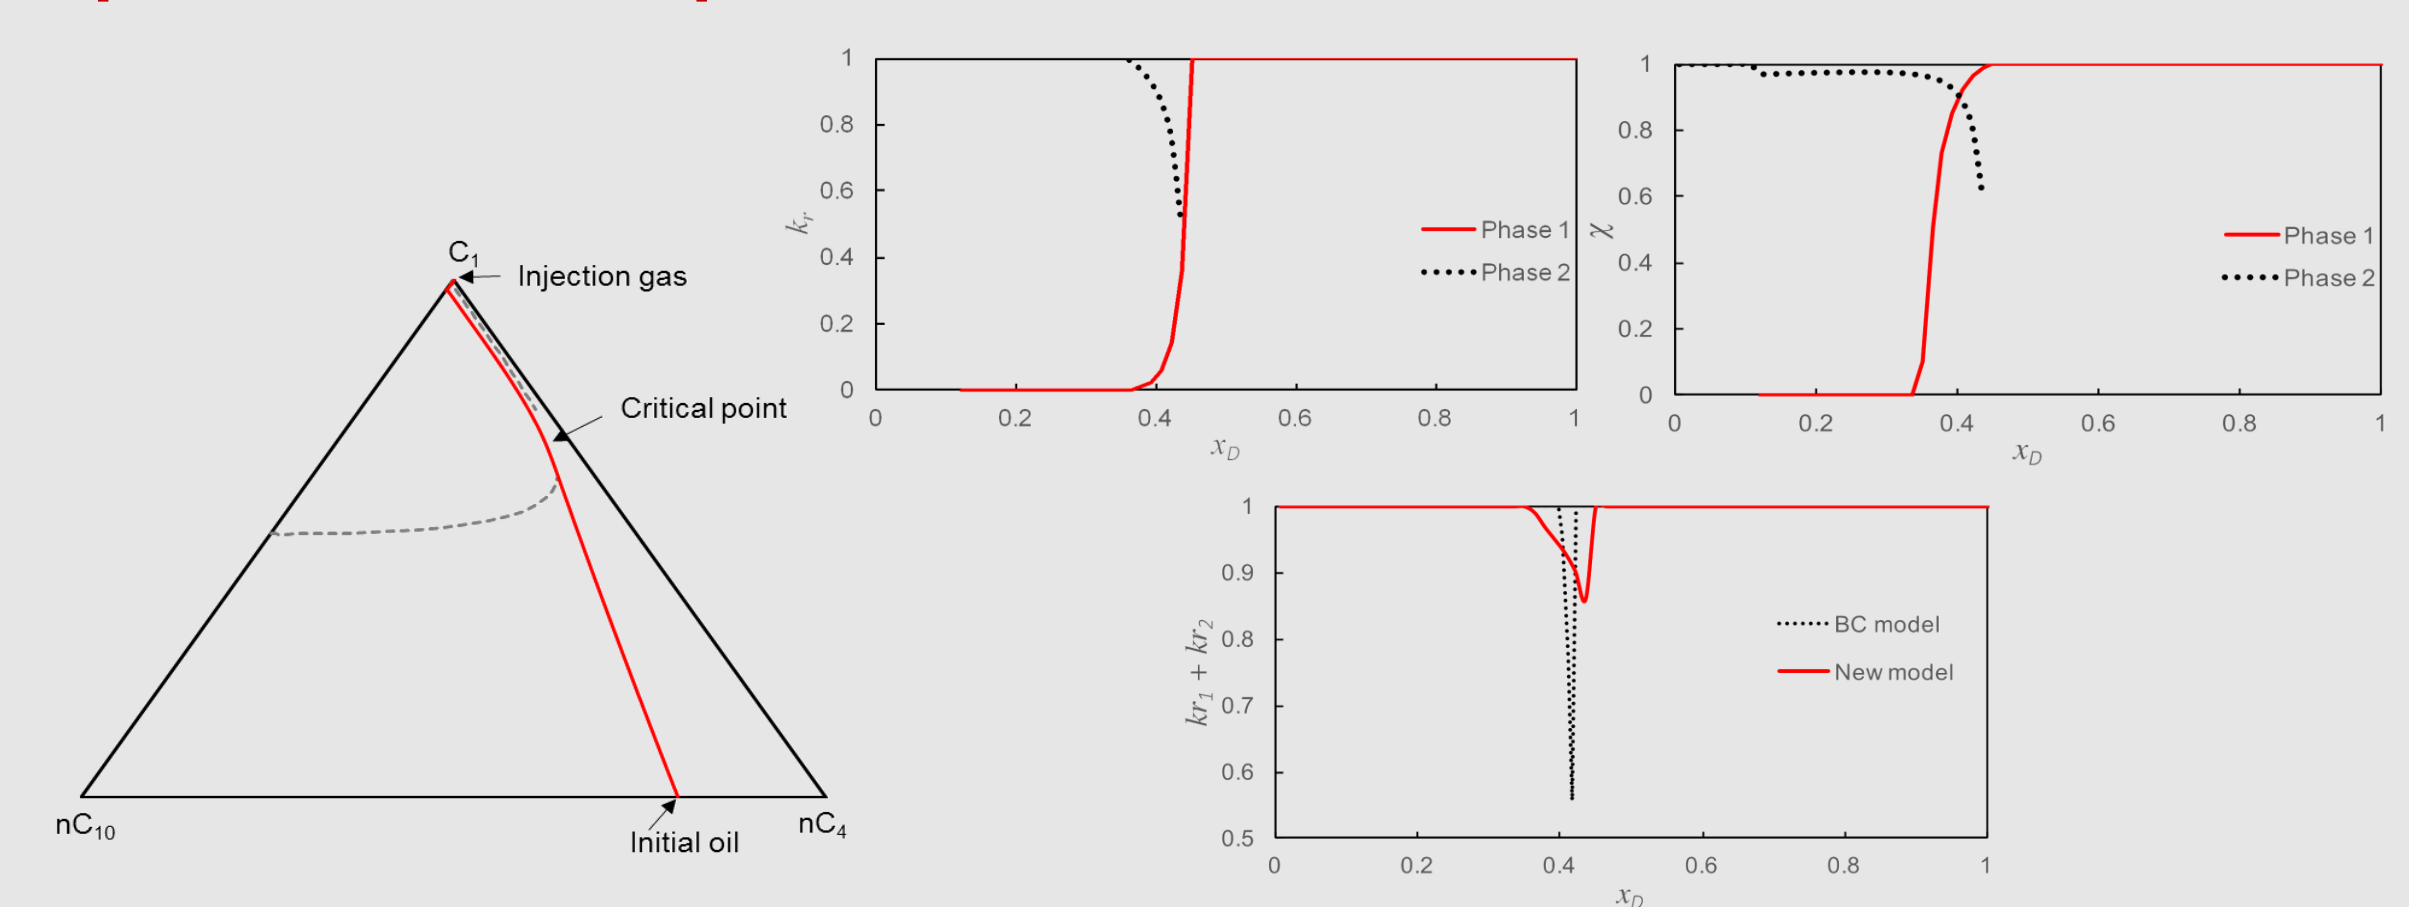 C₁
Injection gas
Critical point
nC₁₀
nC₄
Initial oil
1
0.8
0.6
0.4
0.2
0
kᵣ
Phase 1
Phase 2
0 0.2 0.4 0.6 0.8 1
x_D
1
0.8
0.6
0.4
0.2
0
χ
Phase 1
Phase 2
0 0.2 0.4 0.6 0.8 1
x_D
1
0.9
0.8
0.7
0.6
0.5
kr₁ + kr₂
BC model
New model
0 0.2 0.4 0.6 0.8 1
x_D